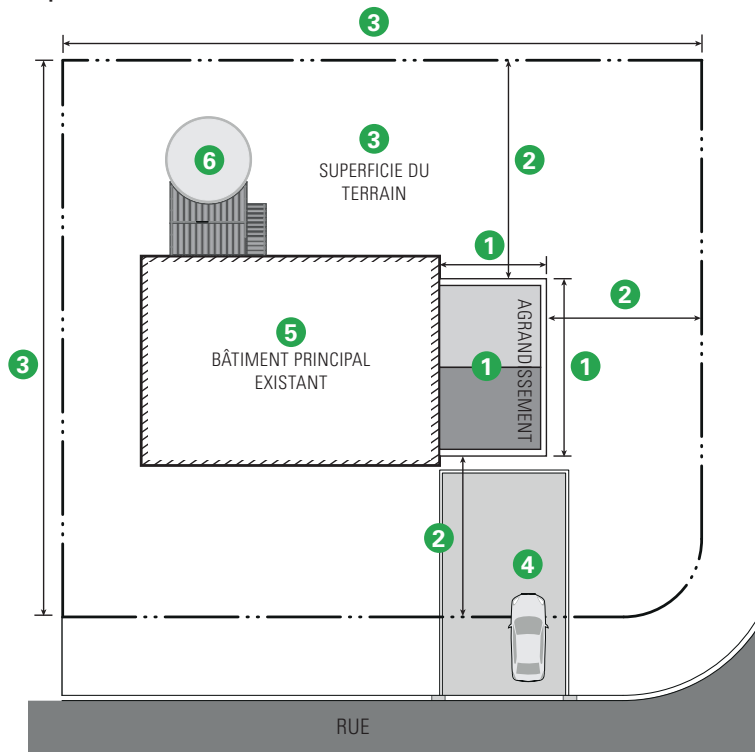 3
6
3
SUPERFICIE DU
TERRAIN
2
1
2
5
BÂTIMENT PRINCIPAL
EXISTANT
3
1
AGRANDISSEMENT
1
2
4
RUE